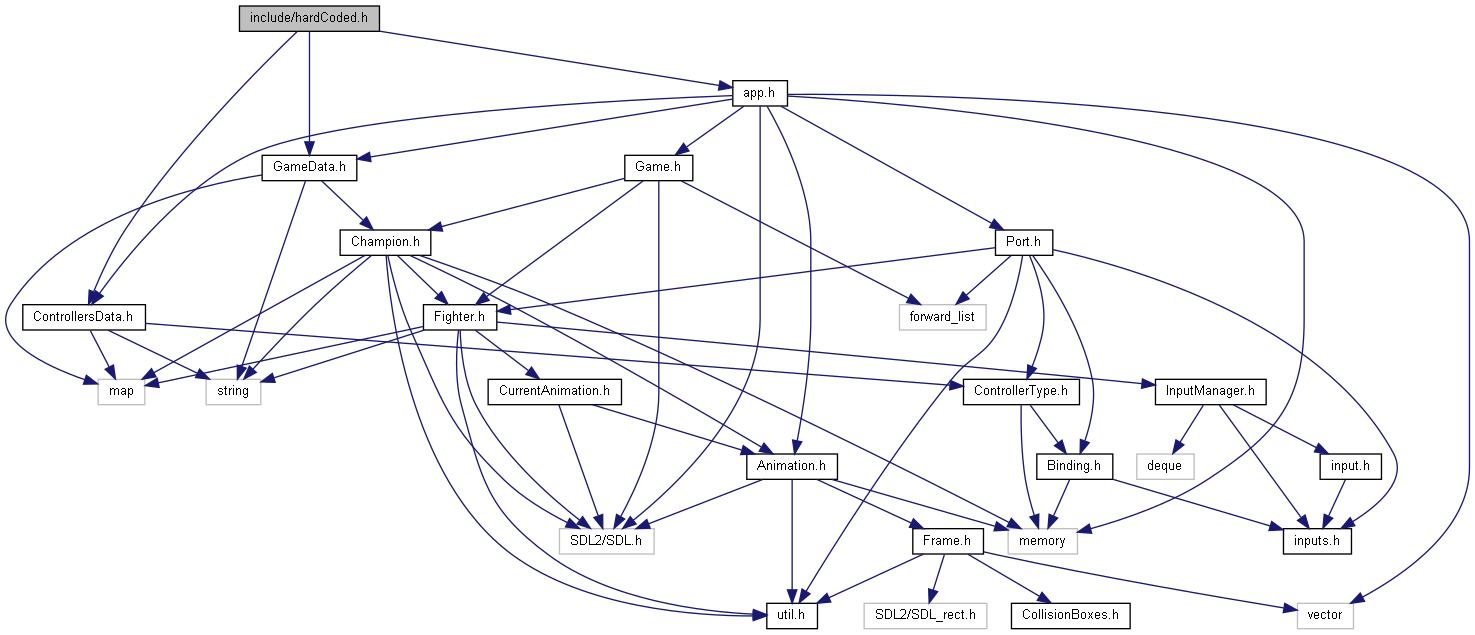 include/hardCoded.h
app.h
GameData.h
Game.h
Champion.h
Port.h
ControllersData.h
Fighter.h
forward_list
map
string
CurrentAnimation.h
ControllerType.h
InputManager.h
Animation.h
Binding.h
deque
input.h
SDL2/SDL.h
Frame.h
memory
inputs.h
util.h
SDL2/SDL_rect.h
CollisionBoxes.h
vector